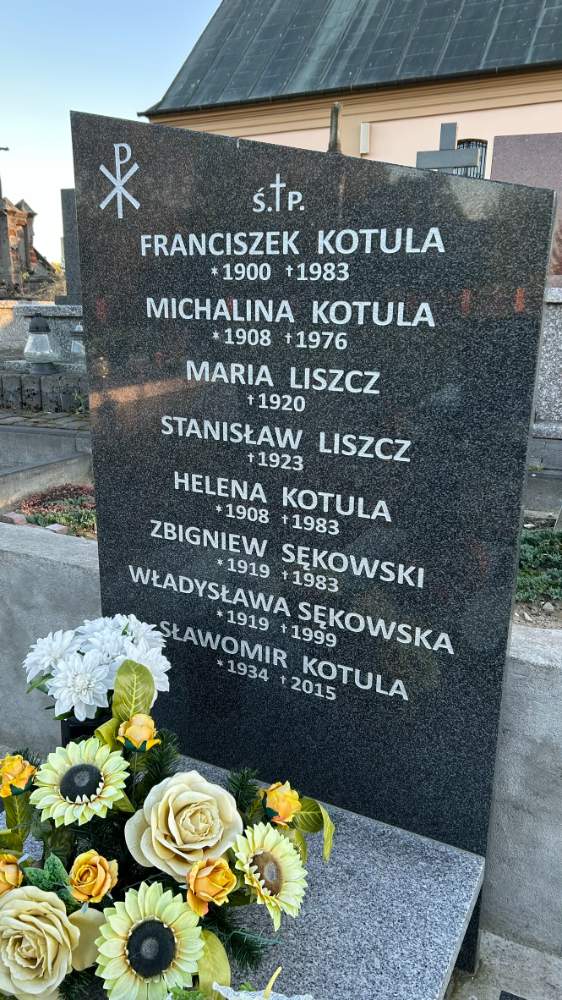 Ś.†P.
FRANCISZEK KOTULA
*1900 †1983
MICHALINA KOTULA
*1908 †1976
MARIA LISZCZ
†1920
STANISŁAW LISZCZ
†1923
HELENA KOTULA
*1908 †1983
ZBIGNIEW SĘKOWSKI
*1919 †1983
WŁADYSŁAWA SĘKOWSKA
*1919 †1999
SŁAWOMIR KOTULA
*1934 †2015